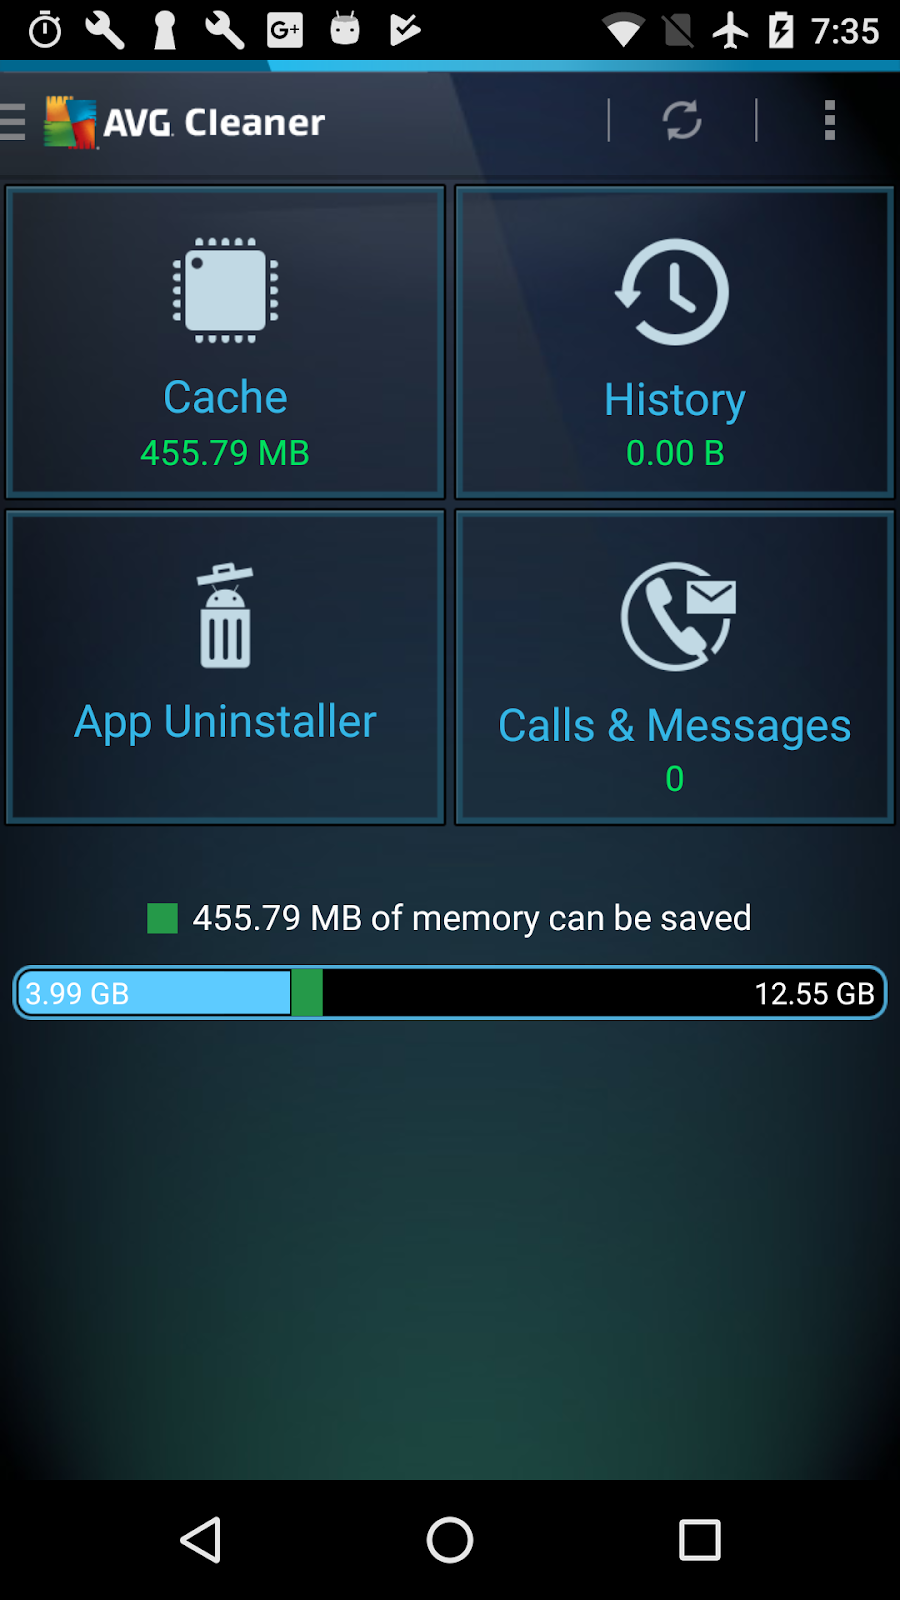 G+
7:35
AVG Cleaner
Cache
455.79 MB
History
0.00 B
App Uninstaller
Calls & Messages
0
455.79 MB of memory can be saved
3.99 GB
12.55 GB